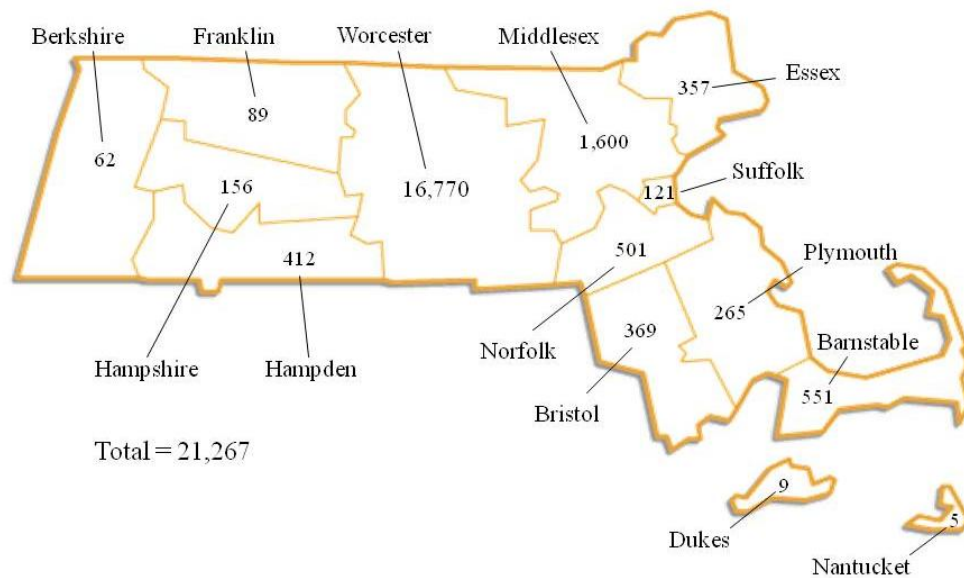 Berkshire
Franklin
Worcester
Middlesex
Essex
357
89
1,600
62
16,770
156
121
Suffolk
501
Plymouth
412
265
369
Norfolk
Barnstable
Hampshire
Hampden
551
Bristol
Total = 21,267
9
5
Dukes
Nantucket